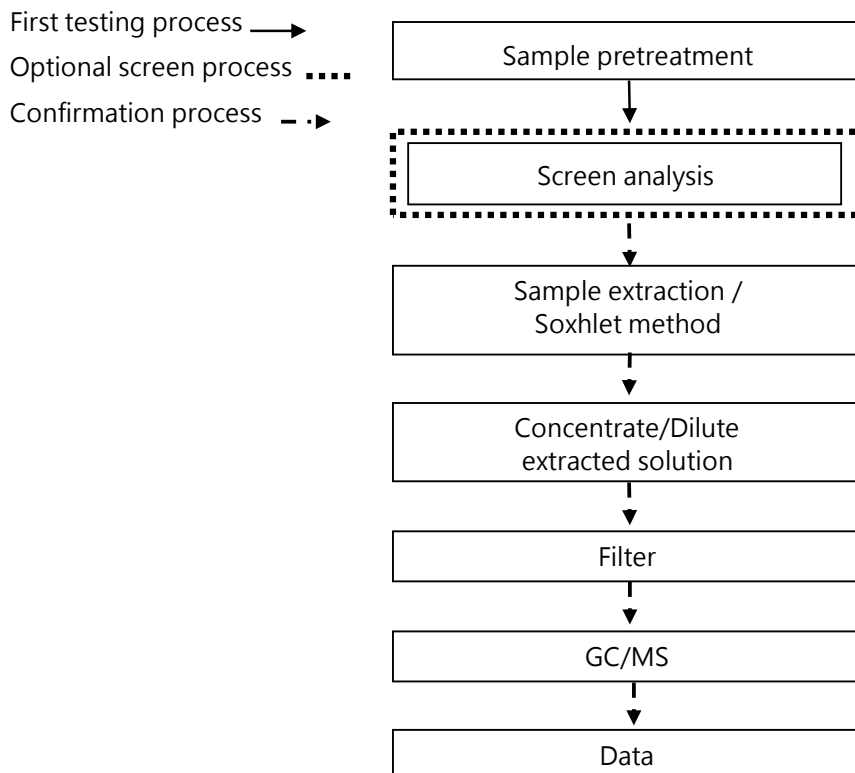 First testing process
Optional screen process
Confirmation process
Sample pretreatment
Screen analysis
Sample extraction /
Soxhlet method
Concentrate/Dilute
extracted solution
Filter
GC/MS
Data